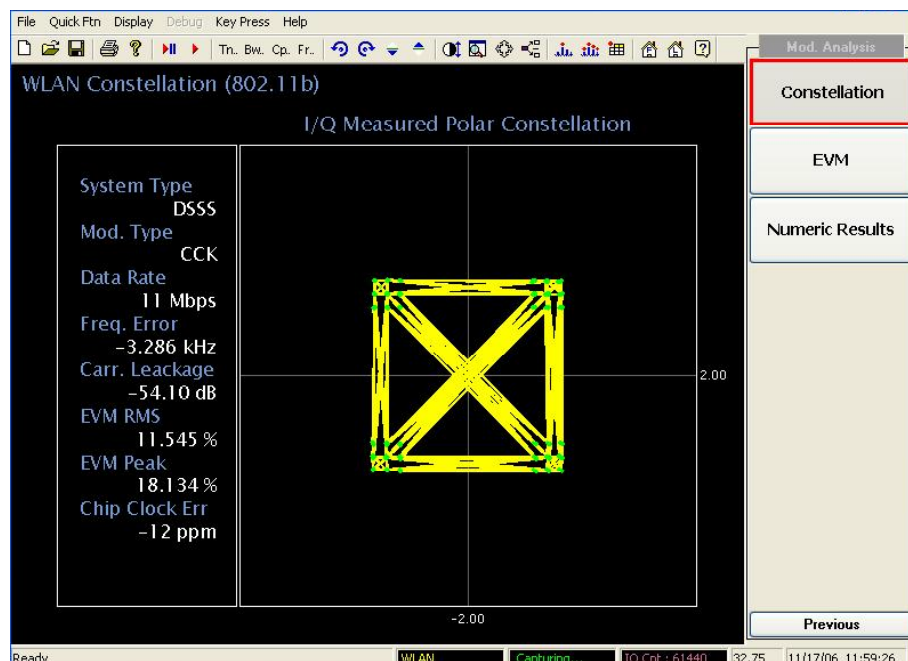 File Quick Ftn Display Debug Key Press Help
Tn.. Bw.. Cp.. Fr..
Mod. Analysis
WLAN Constellation (802.11b)
Constellation
I/Q Measured Polar Constellation
EVM
System Type
DSSS
Mod. Type
CCK
Numeric Results
Data Rate
11 Mbps
Freq. Error
-3.286 kHz
Carr. Leackage
-54.10 dB
2.00
EVM RMS
11.545 %
EVM Peak
18.134 %
Chip Clock Err
-12 ppm
-2.00
Previous
Ready WLAN Capturing... IQ Cnt : 61440 32.75 11/17/06 11:59:26